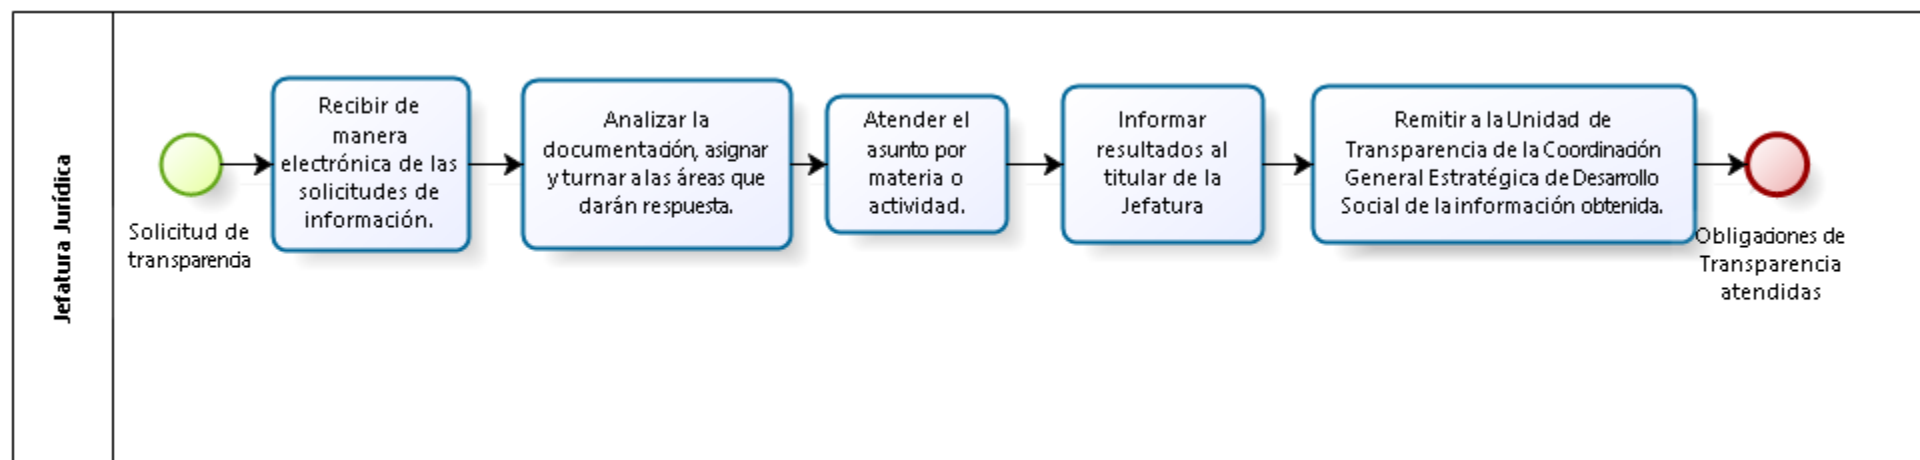 Jefatura Jurídica
Solicitud de
transparencia
Recibir de
manera
electrónica de las
solicitudes de
información.
Analizar la
documentación, asignar
y turnar a las áreas que
darán respuesta.
Atender el
asunto por
materia o
actividad.
Informar
resultados al
titular de la
Jefatura
Remitir a la Unidad de
Transparencia de la Coordinación
General Estratégica de Desarrollo
Social de la información obtenida.
Obligaciones de
Transparencia
atendidas